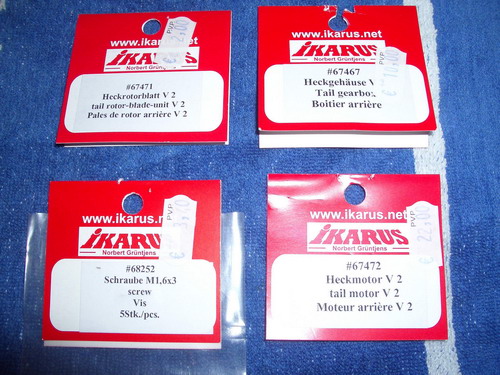 www.ikarus.net
IKARUS
Norbert Grüntjens
#67471
Heckrotorblatt V 2
tail rotor-blade-unit V 2
Pales de rotor arrière V 2
www.ikarus.net
IKARUS
Norbert Grüntjens
#67467
Heckgehäuse V
Tail gearbox
Boitier arrière
www.ikarus.net
PVP
IKARUS
Norbert Grüntjens
#68252
Schraube M1,6x3
screw
Vis
5Stk./pcs.
www.ikarus.net
PVP
IKARUS
Norbert Grüntjens
#67472
Heckmotor V 2
tail motor V 2
Moteur arrière V 2